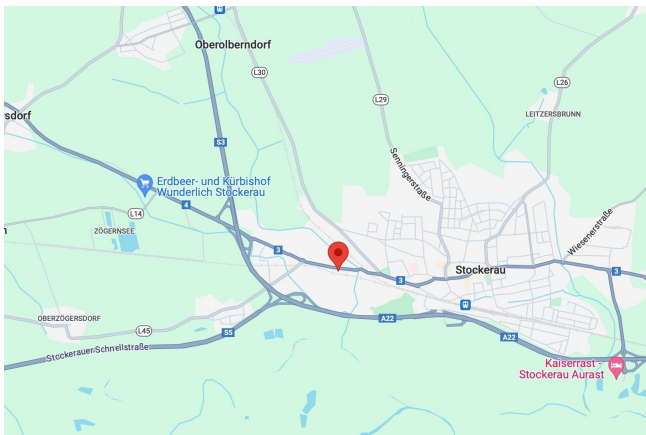 Oberolberndorf
L30
L29
L26
sdorf
LEITZERSBRUNN
S3
Senningerstraße
Erdbeer- und Kürbishof
Wunderlich Stockerau
4
L14
ZÖGERNSEE
n
Wiesenerstraße
3
3
Stockerau
3
OBERZÖGERSDORF
L45
S5
A22
A22
Stockerauer Schnellstraße
Kaiserrast -
Stockerau Aurast